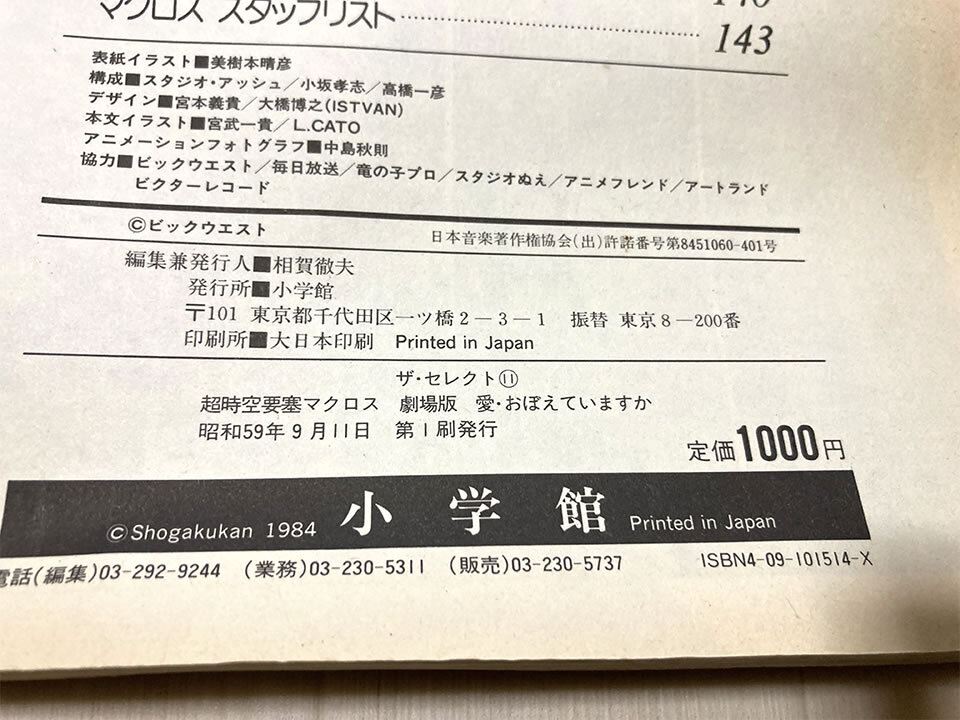 マクロス スタッフリスト……………………143
表紙イラスト■美樹本晴彦
構成■スタジオ・アッシュ／小坂孝志／高橋一彦
デザイン■宮本義貴／大橋博之(ISTVAN)
本文イラスト■宮武一貴／L.CATO
アニメーションフォトグラフ■中島秋則
協力■ビックウエスト／毎日放送／竜の子プロ／スタジオぬえ／アニメフレンド／アートランド
ビクターレコード
©ビックウエスト 日本音楽著作権協会(出)許諾番号第8451060-401号
編集兼発行人■相賀徹夫
発行所■小学館
〒101 東京都千代田区一ツ橋2－3－1 振替 東京8－200番
印刷所■大日本印刷 Printed in Japan
ザ・セレクト⑪
超時空要塞マクロス 劇場版 愛・おぼえていますか
昭和59年9月11日 第1刷発行
定価1000円
©Shogakukan 1984 小学館 Printed in Japan
電話(編集)03-292-9244 (業務)03-230-5311 (販売)03-230-5737 ISBN4-09-101514-X